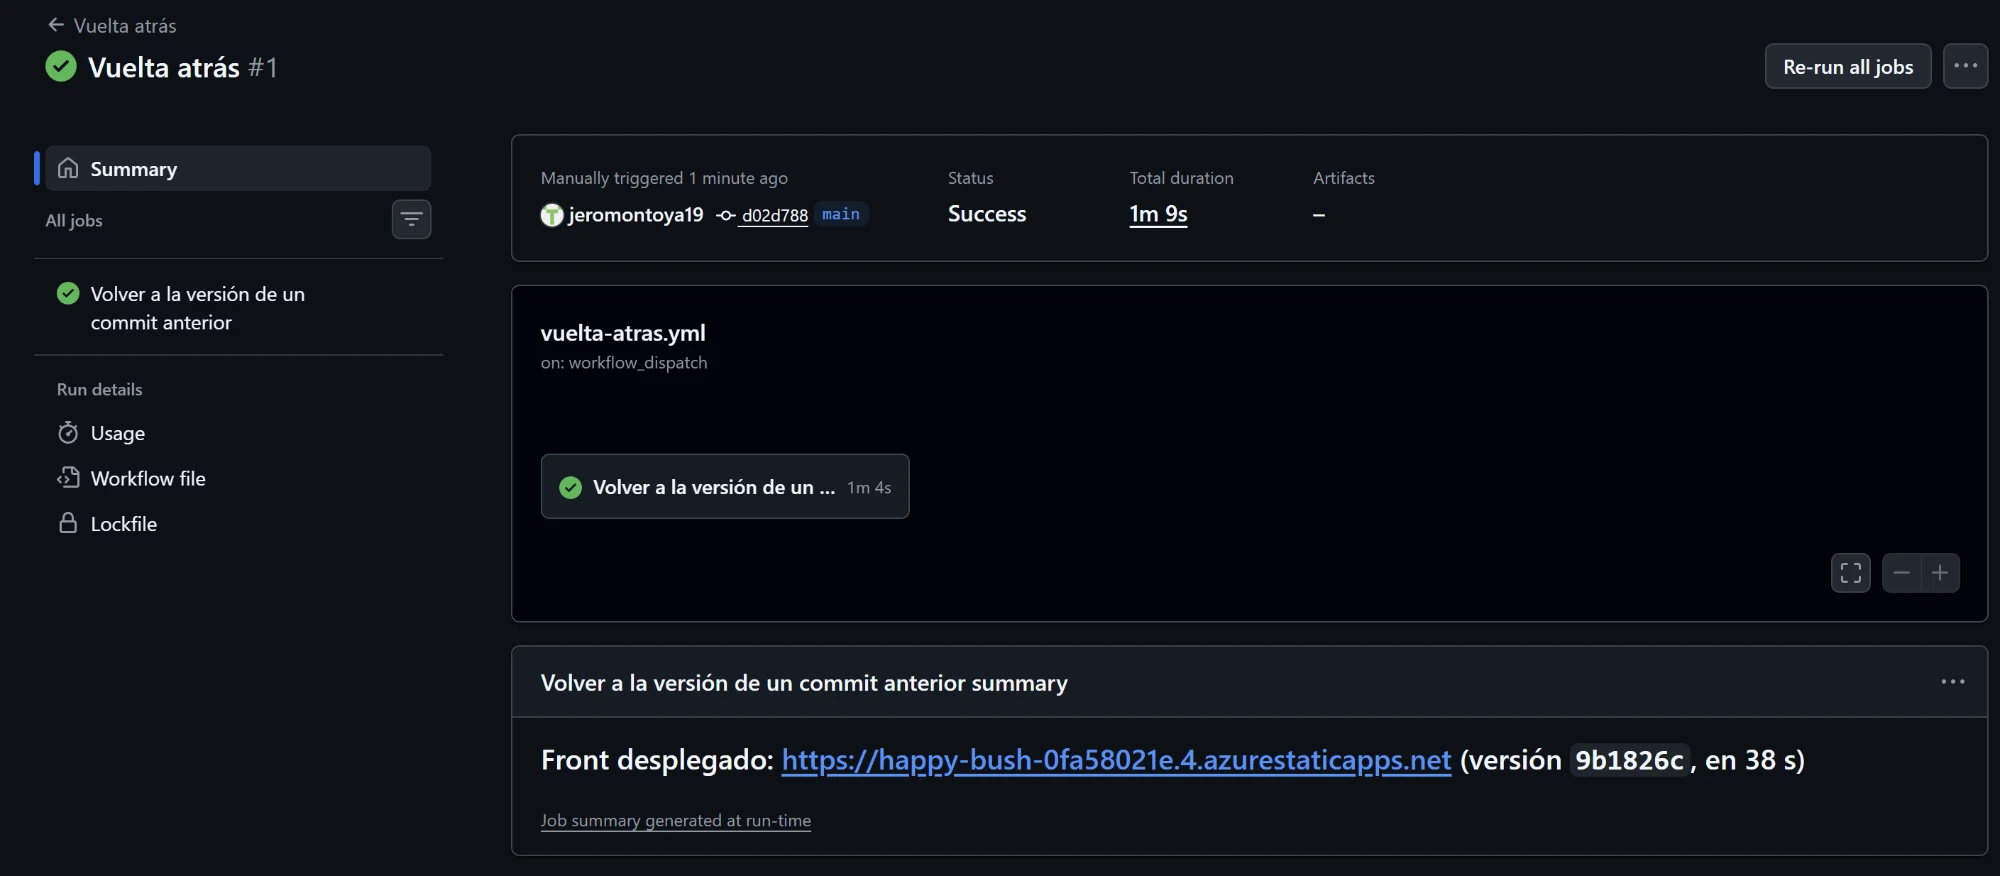 Vuelta atrás
Vuelta atrás #1
Re-run all jobs
Summary
All jobs
Volver a la versión de un
commit anterior
Run details
Usage
Workflow file
Lockfile
Manually triggered 1 minute ago
jeromontoya19 d02d788 main
Status
Success
Total duration
1m 9s
Artifacts
–
vuelta-atras.yml
on: workflow_dispatch
Volver a la versión de un ... 1m 4s
Volver a la versión de un commit anterior summary
Front desplegado: https://happy-bush-0fa58021e.4.azurestaticapps.net (versión 9b1826c, en 38 s)
Job summary generated at run-time